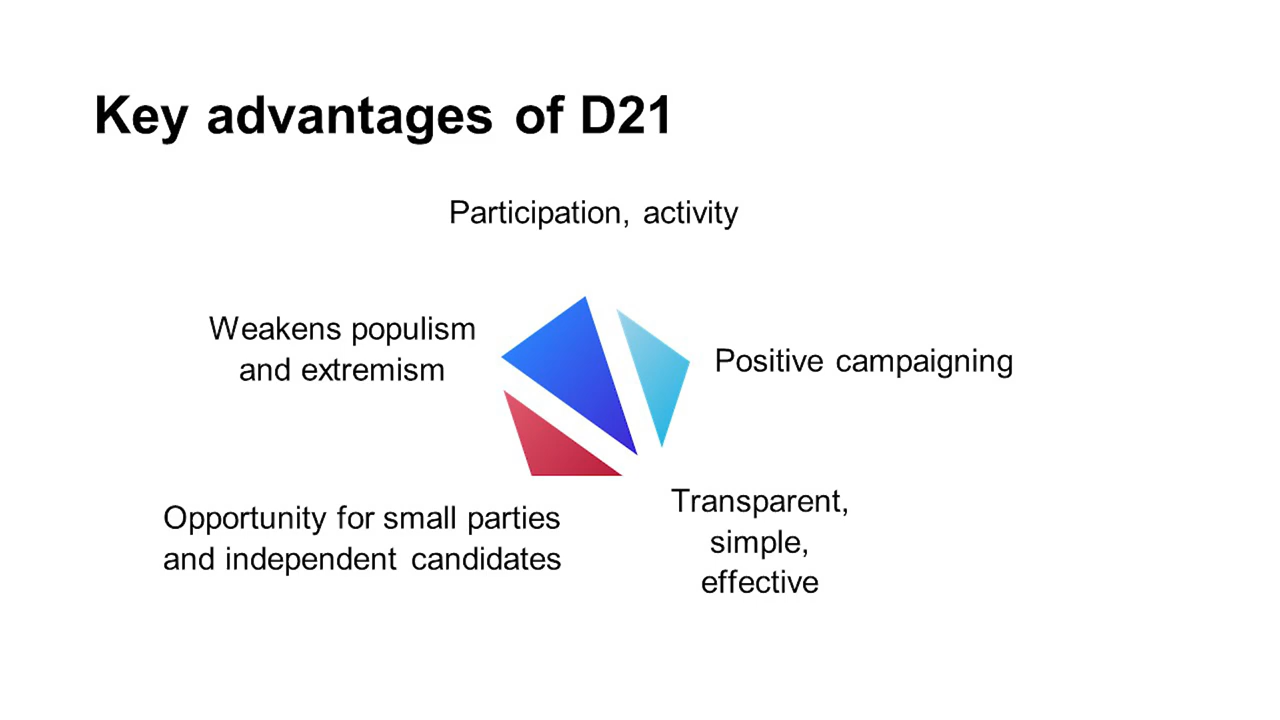 Key advantages of D21
Participation, activity
Weakens populism
and extremism
Positive campaigning
Opportunity for small parties
and independent candidates
Transparent,
simple,
effective